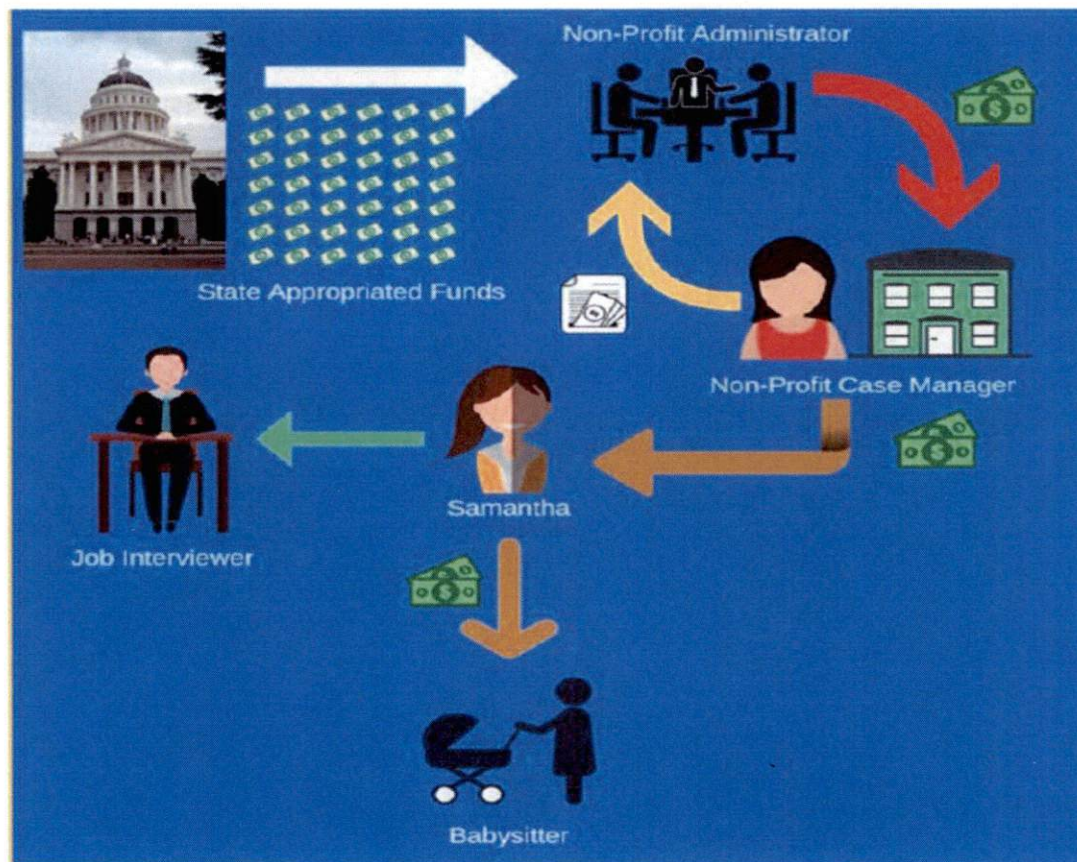 Non-Profit Administrator
State Appropriated Funds
Non-Profit Case Manager
Samantha
Job Interviewer
Babysitter